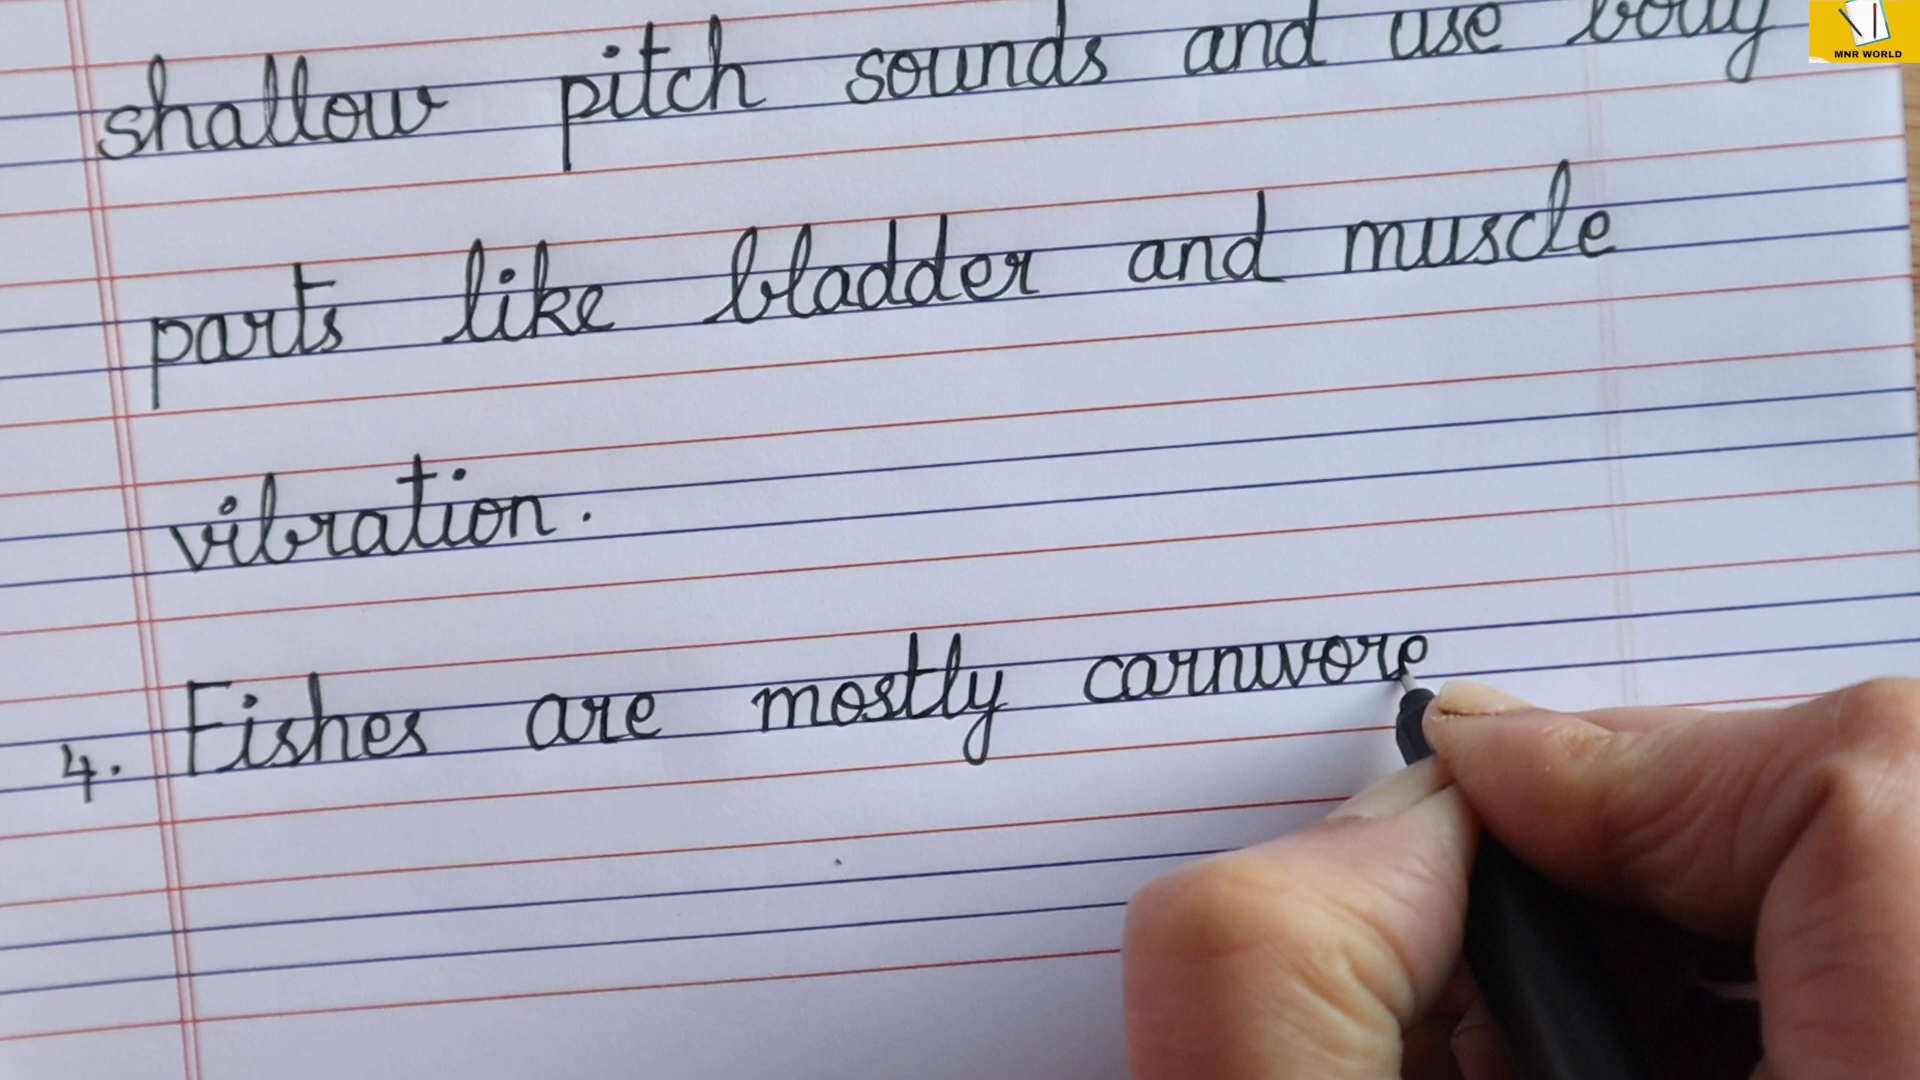 shallow pitch sounds and use body
MNR WORLD
parts like bladder and muscle
vibration.
4. Fishes are mostly carnivore